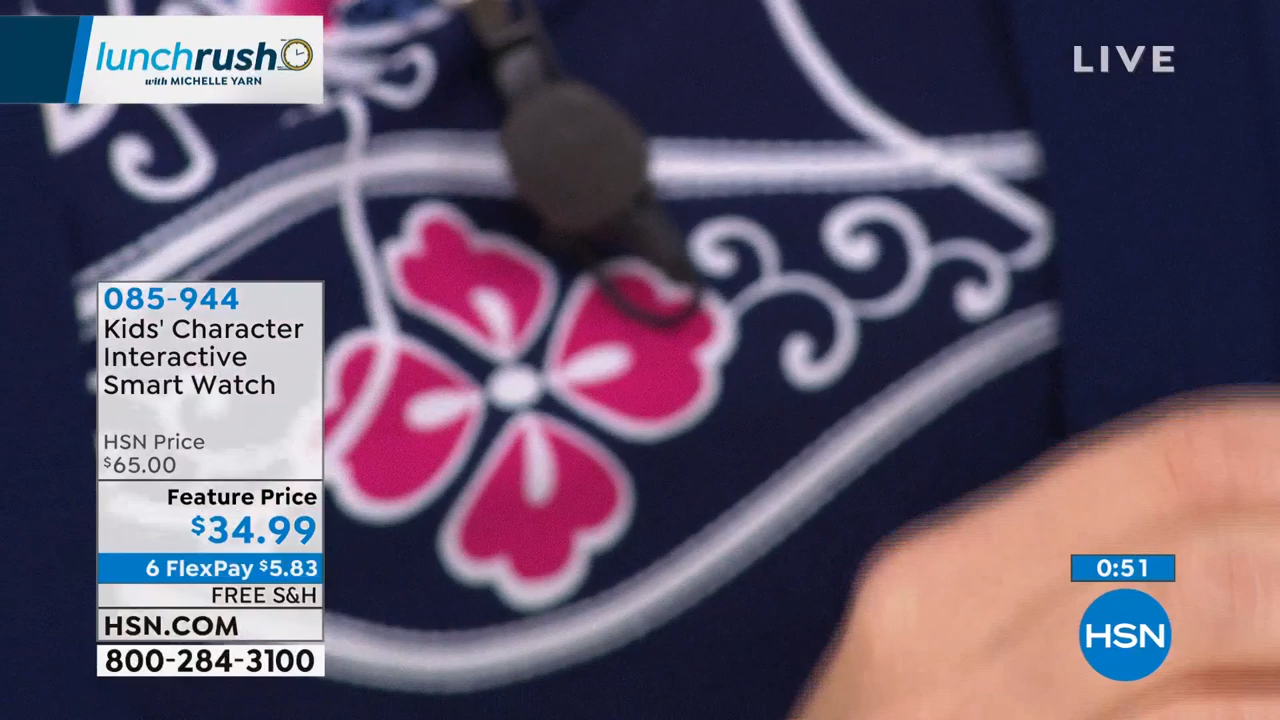 lunchrush
with MICHELLE YARN
LIVE
085-944
Kids' Character
Interactive
Smart Watch
HSN Price
$65.00
Feature Price
$34.99
6 FlexPay $5.83
FREE S&H
HSN.COM
800-284-3100
0:51
HSN